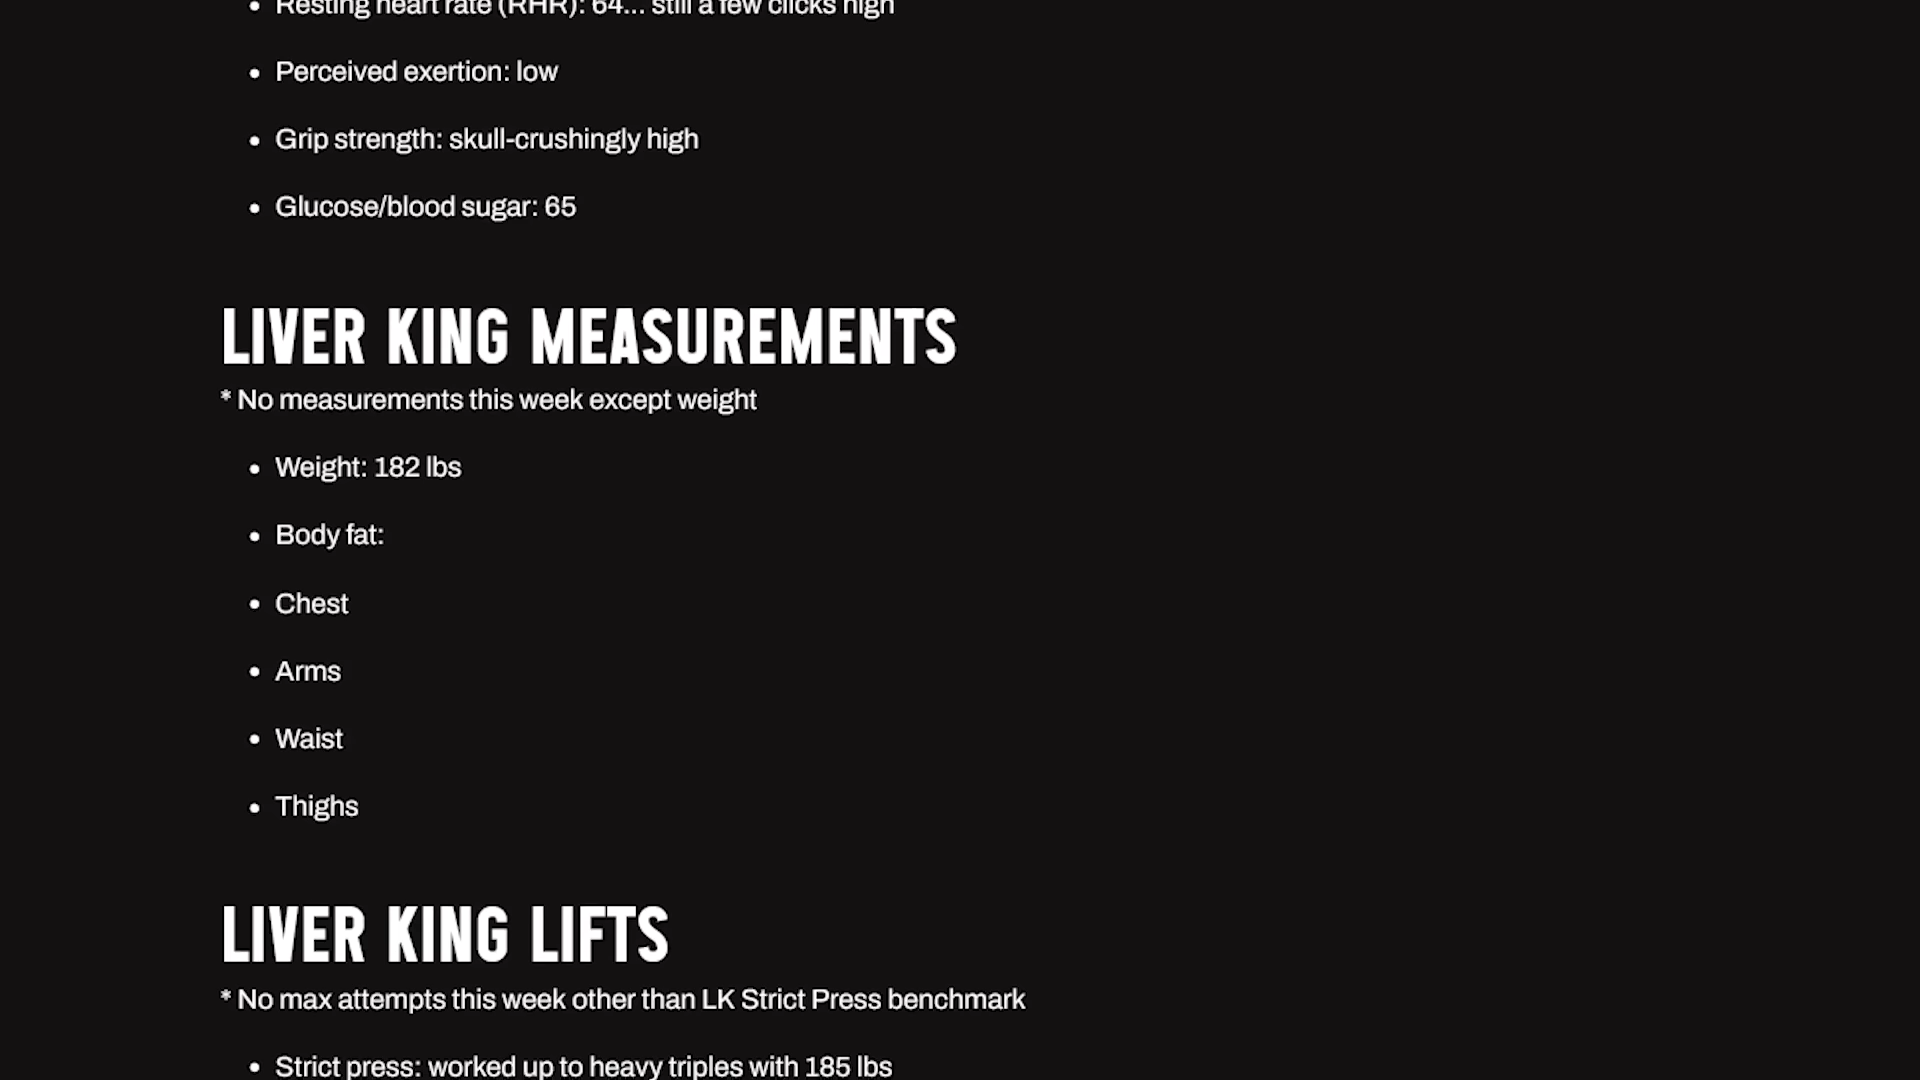 Resting heart rate (RHR): 64... still a few clicks high
Perceived exertion: low
Grip strength: skull-crushingly high
Glucose/blood sugar: 65
LIVER KING MEASUREMENTS
* No measurements this week except weight
Weight: 182 lbs
Body fat:
Chest
Arms
Waist
Thighs
LIVER KING LIFTS
* No max attempts this week other than LK Strict Press benchmark
Strict press: worked up to heavy triples with 185 lbs